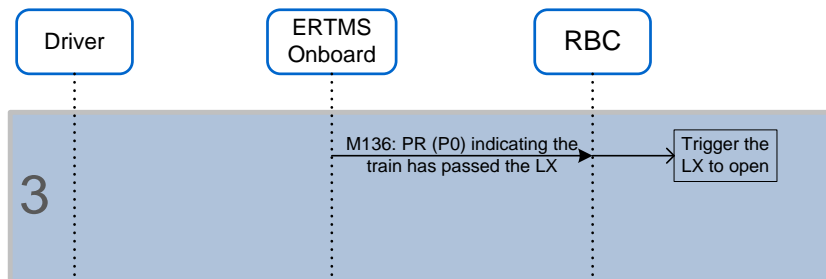 Driver
ERTMS
Onboard
RBC
3
M136: PR (P0) indicating the
train has passed the LX
Trigger the
LX to open